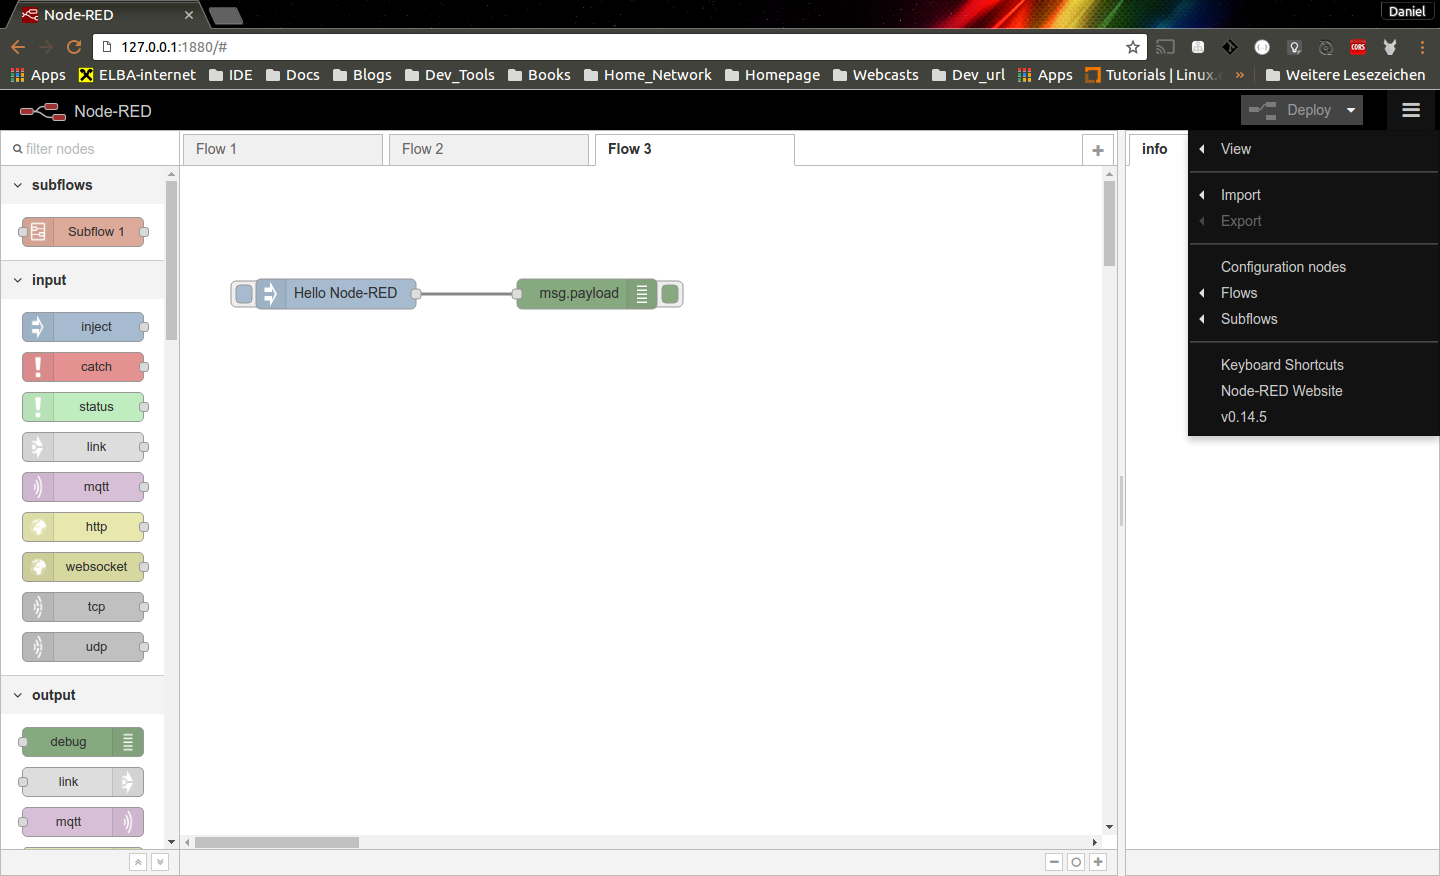 Node-RED
Daniel
127.0.0.1:1880/#
Apps ELBA-internet IDE Docs Blogs Dev_Tools Books Home_Network Homepage Webcasts Dev_url Apps Tutorials | Linux. » Weitere Lesezeichen
CORS
Node-RED
Deploy
filter nodes
Flow 1
Flow 2
Flow 3
info
subflows
Subflow 1
input
inject
catch
status
link
mqtt
http
websocket
tcp
udp
output
debug
link
mqtt
Hello Node-RED
msg.payload
View
Import
Export
Configuration nodes
Flows
Subflows
Keyboard Shortcuts
Node-RED Website
v0.14.5